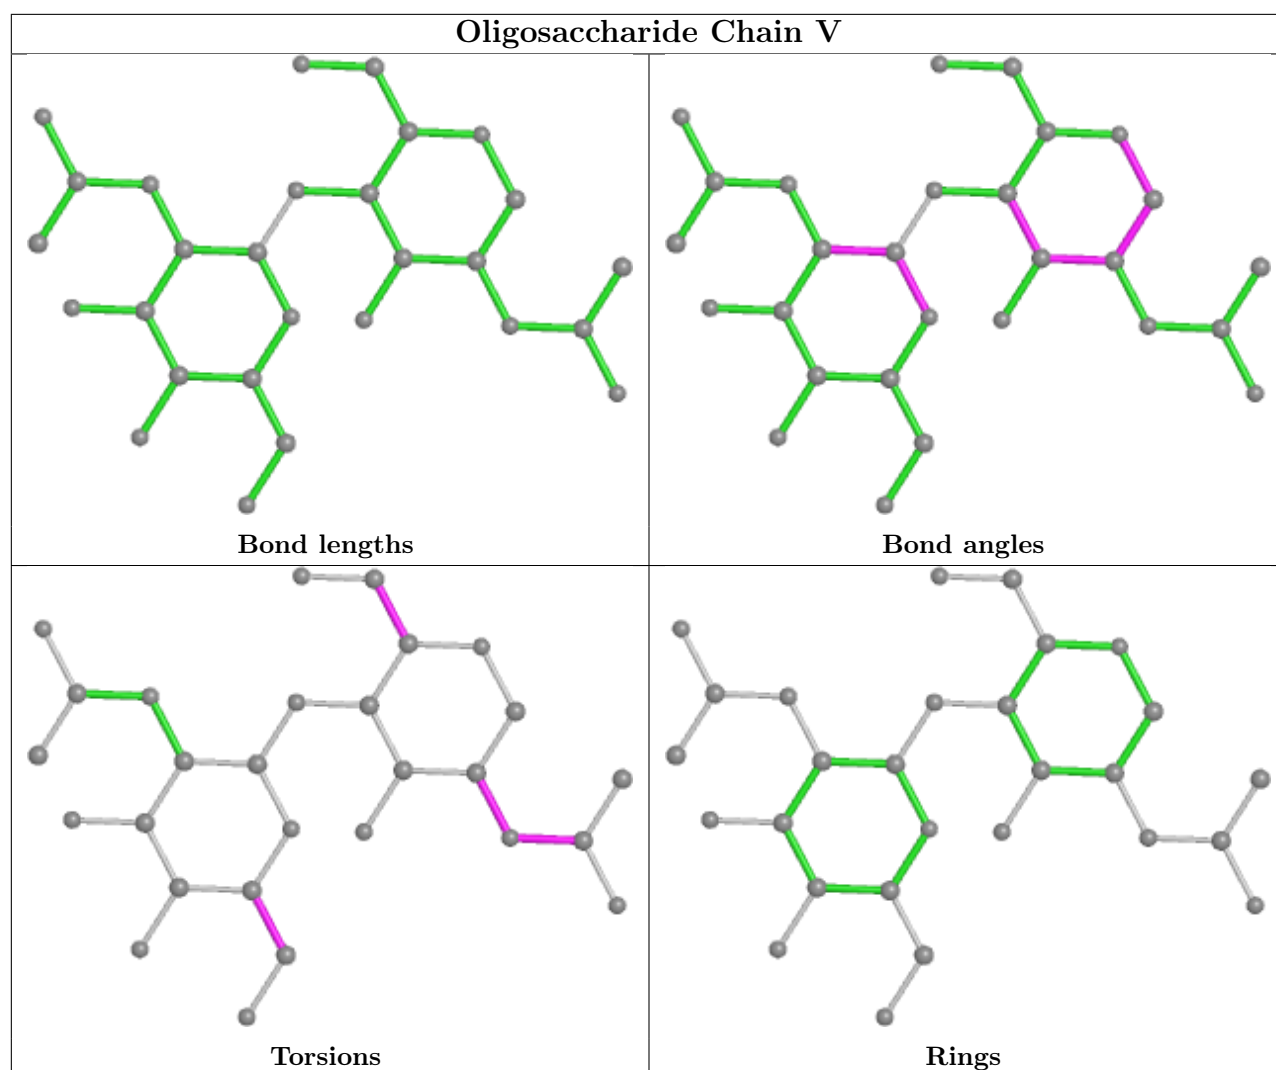 Oligosaccharide Chain V
Bond lengths
Bond angles
Torsions
Rings